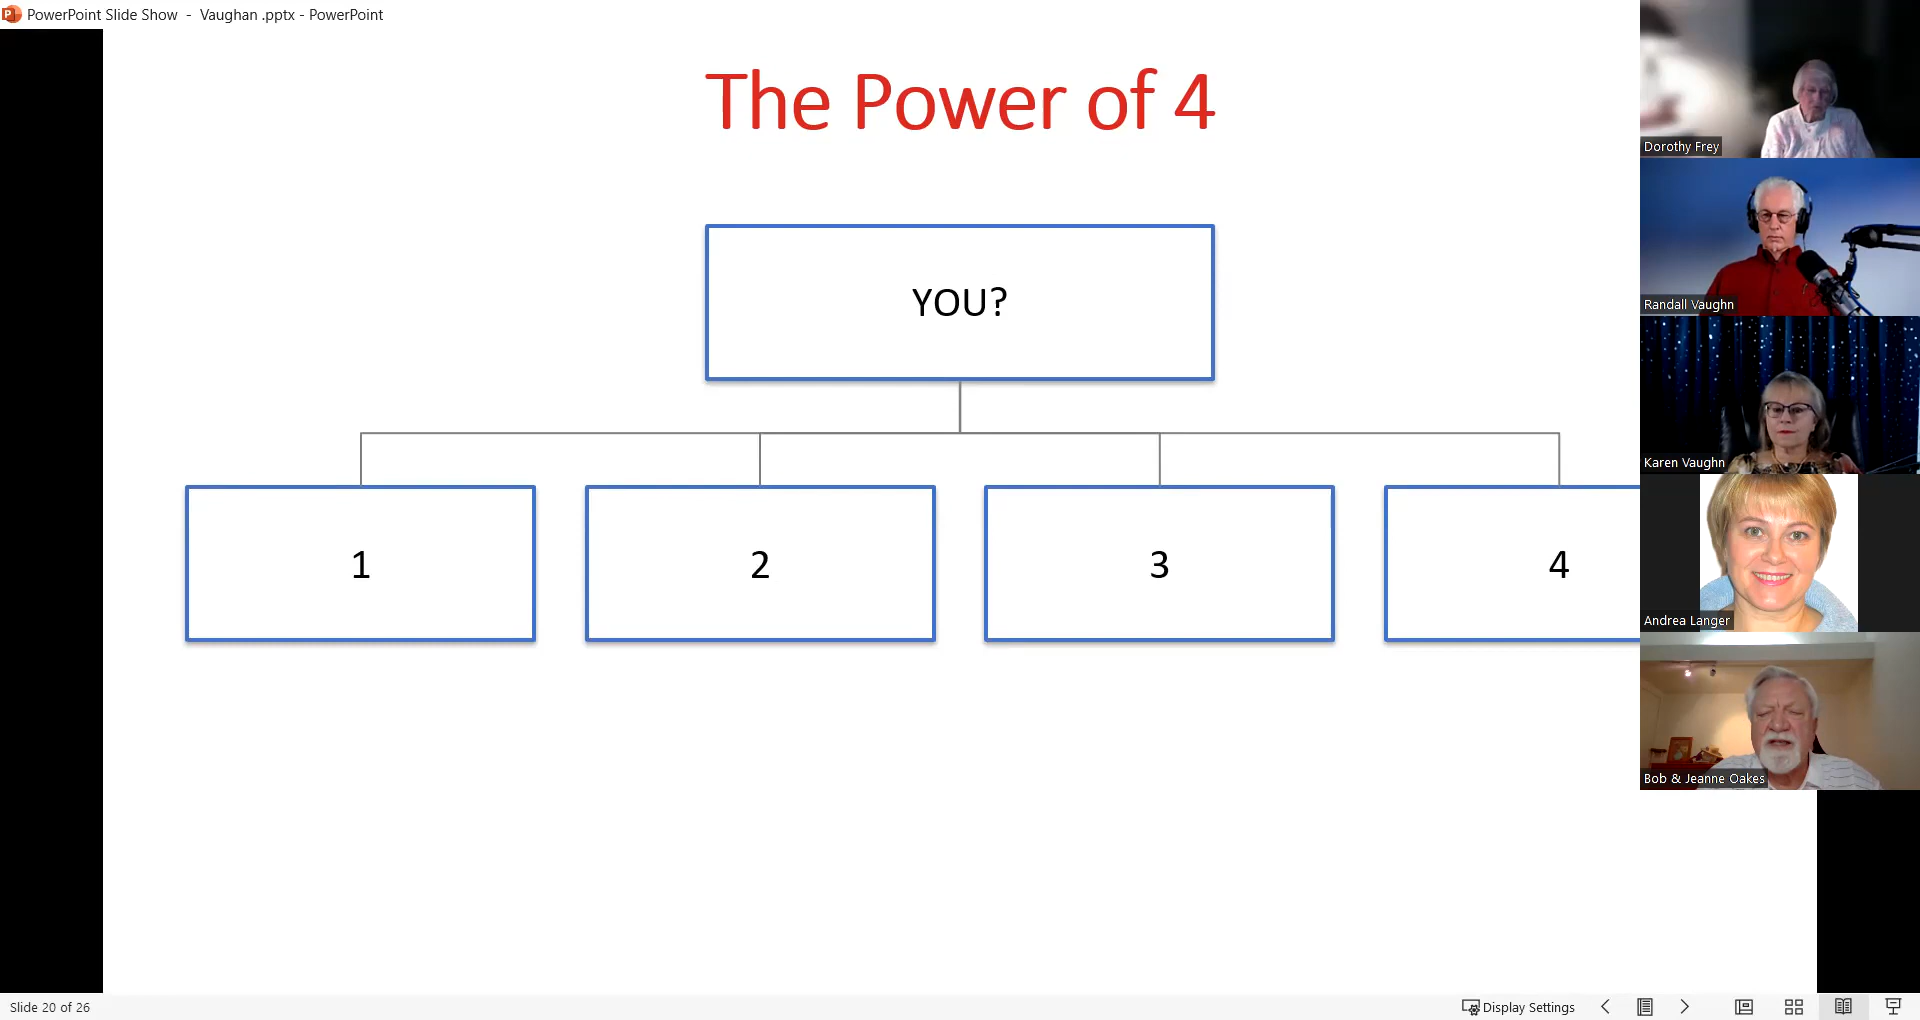 PowerPoint Slide Show - Vaughan .pptx - PowerPoint
The Power of 4
YOU?
1
2
3
4
Dorothy Frey
Randall Vaughn
Karen Vaughn
Andrea Langer
Bob & Jeanne Oakes
Slide 20 of 26
Display Settings